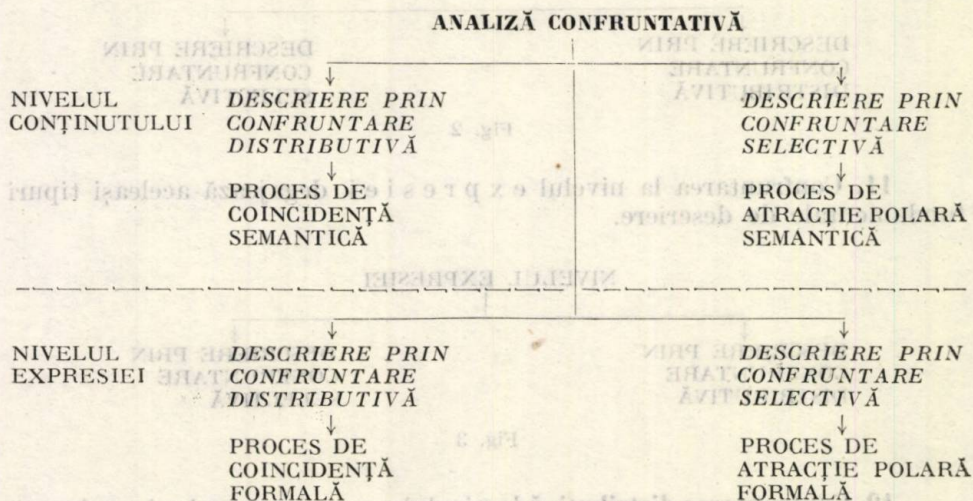 ANALIZĂ CONFRUNTATIVĂ
NIVELUL
CONȚINUTULUI
DESCRIERE PRIN
CONFRUNTARE
DISTRIBUTIVĂ
PROCES DE
COINCIDENȚĂ
SEMANTICĂ
DESCRIERE PRIN
CONFRUNTARE
SELECTIVĂ
PROCES DE
ATRACȚIE POLARĂ
SEMANTICĂ
NIVELUL
EXPRESIEI
DESCRIERE PRIN
CONFRUNTARE
DISTRIBUTIVĂ
PROCES DE
COINCIDENȚĂ
FORMALĂ
DESCRIERE PRIN
CONFRUNTARE
SELECTIVĂ
PROCES DE
ATRACȚIE POLARĂ
FORMALĂ